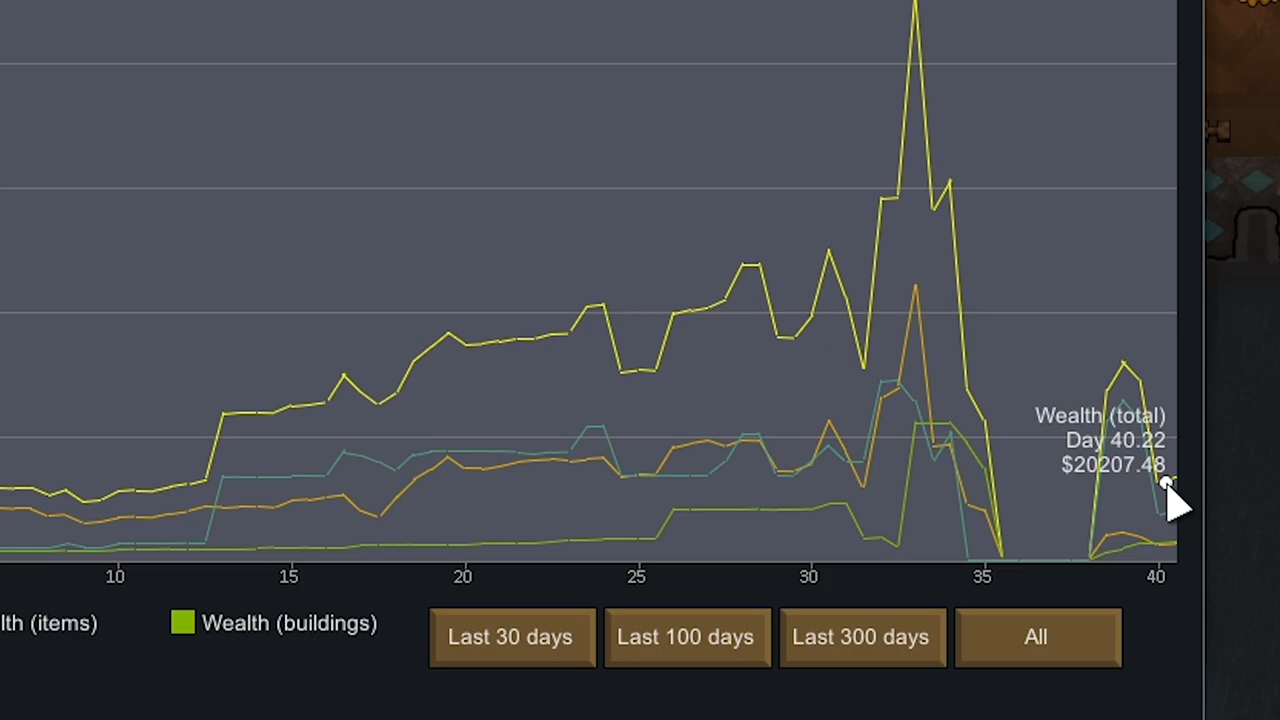 Wealth (total)
Day 40.22
$20207.48
10 15 20 25 30 35 40
lth (items) Wealth (buildings) Last 30 days Last 100 days Last 300 days All